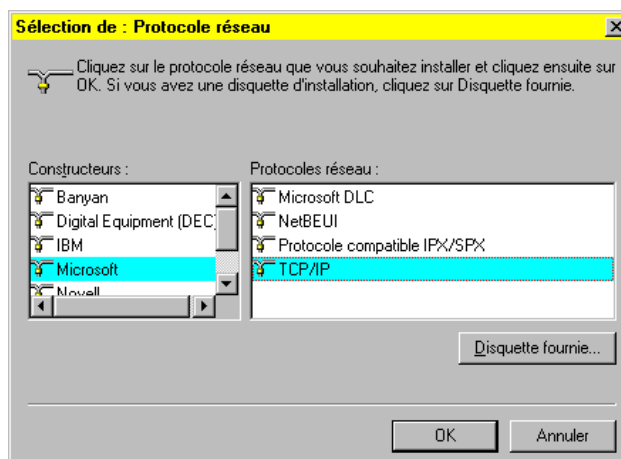 Sélection de : Protocole réseau
Cliquez sur le protocole réseau que vous souhaitez installer et cliquez ensuite sur
OK. Si vous avez une disquette d'installation, cliquez sur Disquette fournie.
Constructeurs :
Banyan
Digital Equipment (DEC
IBM
Microsoft
Novell
Protocoles réseau :
Microsoft DLC
NetBEUI
Protocole compatible IPX/SPX
TCP/IP
Disquette fournie...
OK
Annuler